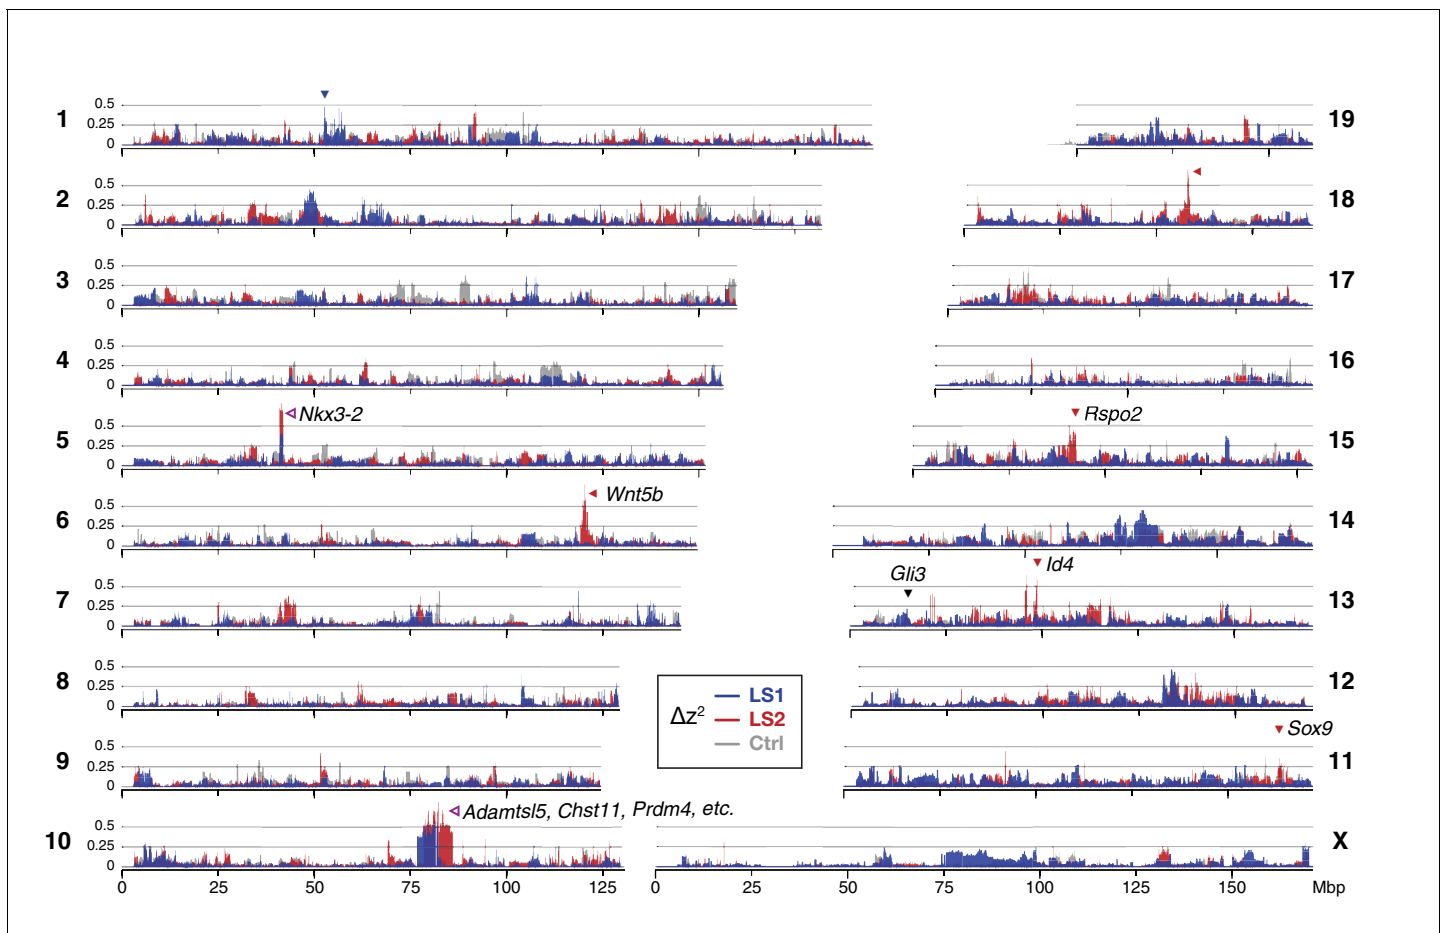 1 0.5 0.25 0
19
2 0.5 0.25 0
18
3 0.5 0.25 0
17
4 0.5 0.25 0
16
5 0.5 0.25 0 Nkx3-2
Rspo2 15
6 0.5 0.25 0 Wnt5b
14
7 0.5 0.25 0
Gli3 Id4 13
8 0.5 0.25 0
12
Δz² LS1 LS2 Ctrl
9 0.5 0.25 0
Sox9 11
10 0.5 0.25 0 Adamtsl5, Chst11, Prdm4, etc.
X
0 50 75 100 125 0 50 75 100 125 150 Mbp